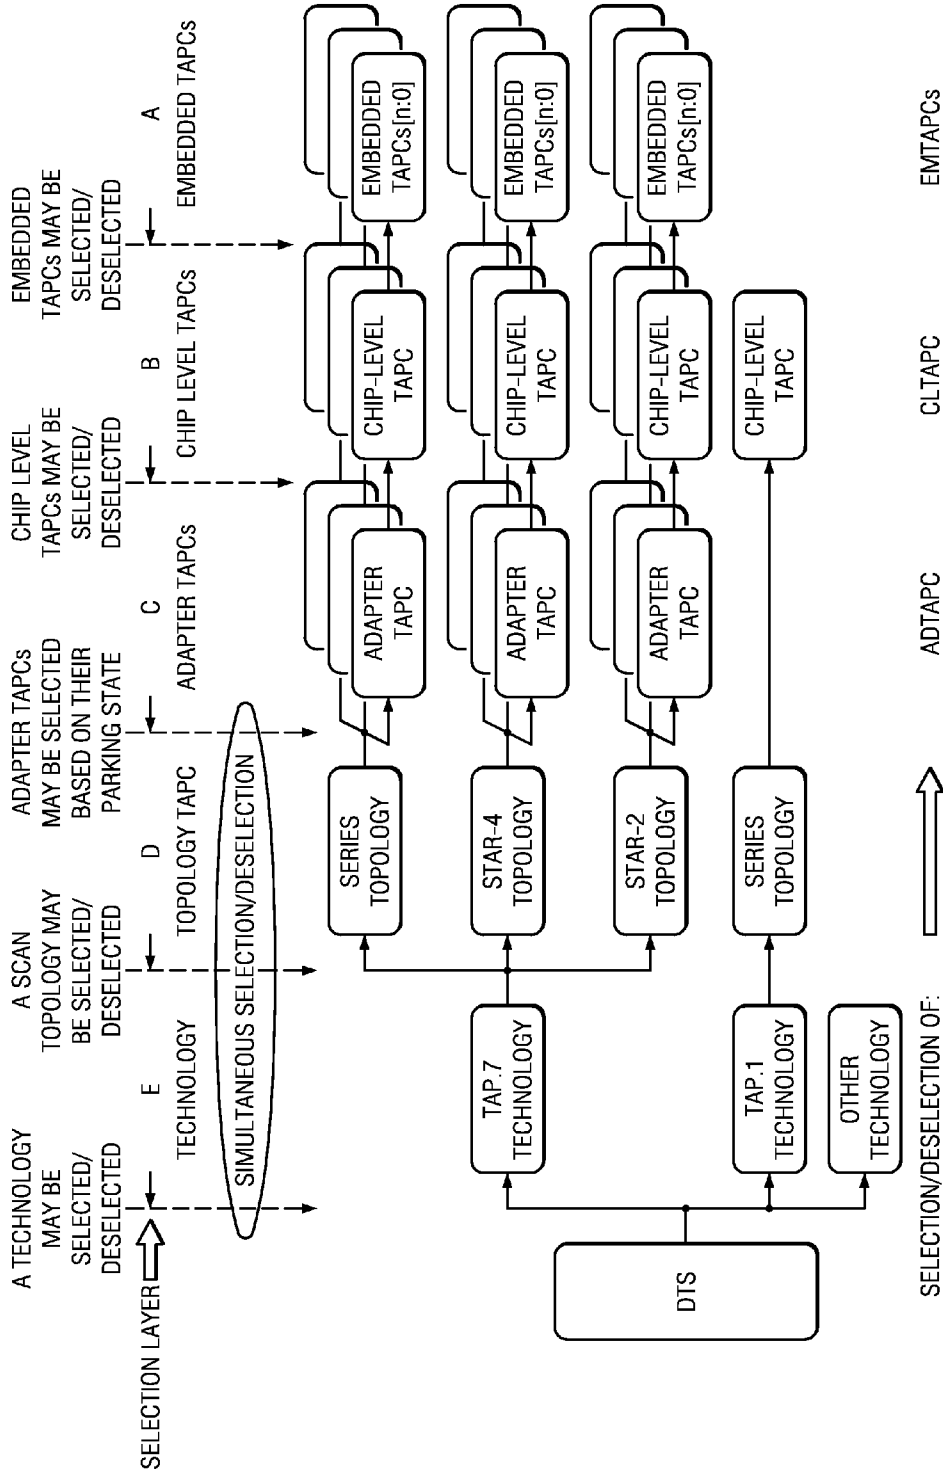 A TECHNOLOGY
MAY BE
SELECTED/
DESELECTED
A SCAN
TOPOLOGY MAY
BE SELECTED/
DESELECTED
ADAPTER TAPCs
MAY BE SELECTED
BASED ON THEIR
PARKING STATE
CHIP LEVEL
TAPCs MAY BE
SELECTED/
DESELECTED
EMBEDDED
TAPCs MAY BE
SELECTED/
DESELECTED
SELECTION LAYER
E
D
C
B
A
TECHNOLOGY
TOPOLOGY TAPC
ADAPTER TAPCs
CHIP LEVEL TAPCs
EMBEDDED TAPCs
SIMULTANEOUS SELECTION/DESELECTION
SERIES
TOPOLOGY
ADAPTER
TAPC
CHIP-LEVEL
TAPC
EMBEDDED
TAPCs[n:0]
TAP.7
TECHNOLOGY
STAR-4
TOPOLOGY
ADAPTER
TAPC
CHIP-LEVEL
TAPC
EMBEDDED
TAPCs[n:0]
DTS
STAR-2
TOPOLOGY
ADAPTER
TAPC
CHIP-LEVEL
TAPC
EMBEDDED
TAPCs[n:0]
TAP.1
TECHNOLOGY
SERIES
TOPOLOGY
CHIP-LEVEL
TAPC
OTHER
TECHNOLOGY
SELECTION/DESELECTION OF:
ADTAPC
CLTAPC
EMTAPCs